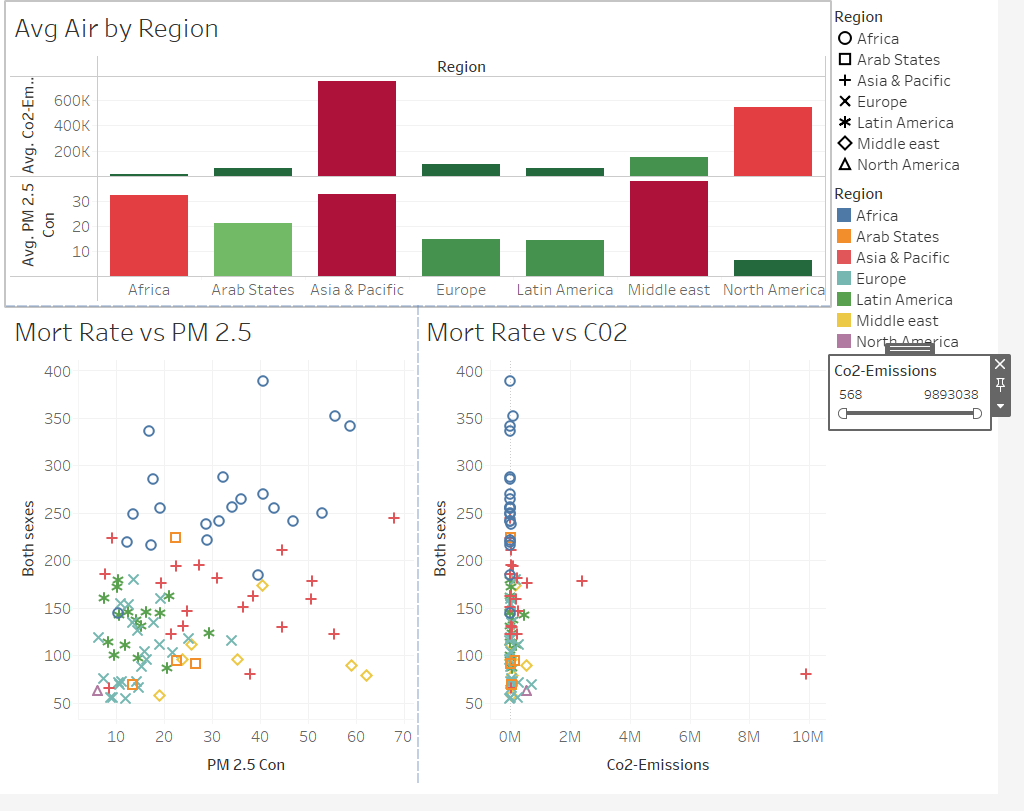 Avg Air by Region
Region
Avg. Co2-Em..
600K
400K
200K
Avg. PM 2.5
Con
30
20
10
Africa
Arab States
Asia & Pacific
Europe
Latin America
Middle east
North America
Region
Africa
Arab States
Asia & Pacific
Europe
Latin America
Middle east
North America
Region
Africa
Arab States
Asia & Pacific
Europe
Latin America
Middle east
North America
Co2-Emissions
568
9893038
Mort Rate vs PM 2.5
Both sexes
400
350
300
250
200
150
100
50
10
20
30
40
50
60
70
PM 2.5 Con
Mort Rate vs C02
Both sexes
400
350
300
250
200
150
100
50
0M
2M
4M
6M
8M
10M
Co2-Emissions